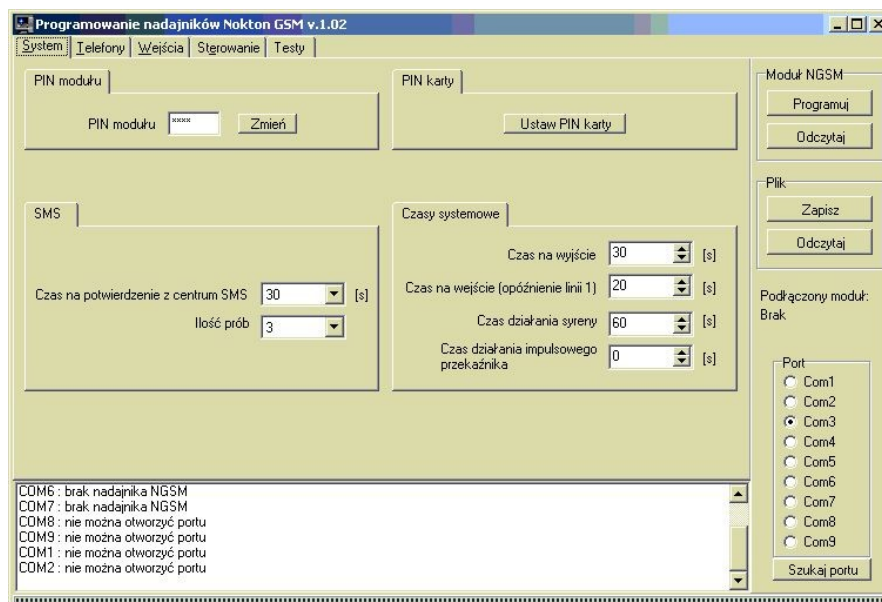 Programowanie nadajników Nokton GSM v.1.02
System Telefony Wejścia Sterowanie Testy
PIN modułu
PIN modułu **** Zmień
PIN karty
Ustaw PIN karty
SMS
Czas na potwierdzenie z centrum SMS 30 [s]
Ilość prób 3
Czasy systemowe
Czas na wyjście 30 [s]
Czas na wejście (opóźnienie linii 1) 20 [s]
Czas działania syreny 60 [s]
Czas działania impulsowego
przekaźnika 0 [s]
Moduł NGSM
Programuj
Odczytaj
Plik
Zapisz
Odczytaj
Podłączony moduł:
Brak
Port
Com1
Com2
Com3
Com4
Com5
Com6
Com7
Com8
Com9
Szukaj portu
COM6 : brak nadajnika NGSM
COM7 : brak nadajnika NGSM
COM8 : nie można otworzyć portu
COM9 : nie można otworzyć portu
COM1 : nie można otworzyć portu
COM2 : nie można otworzyć portu